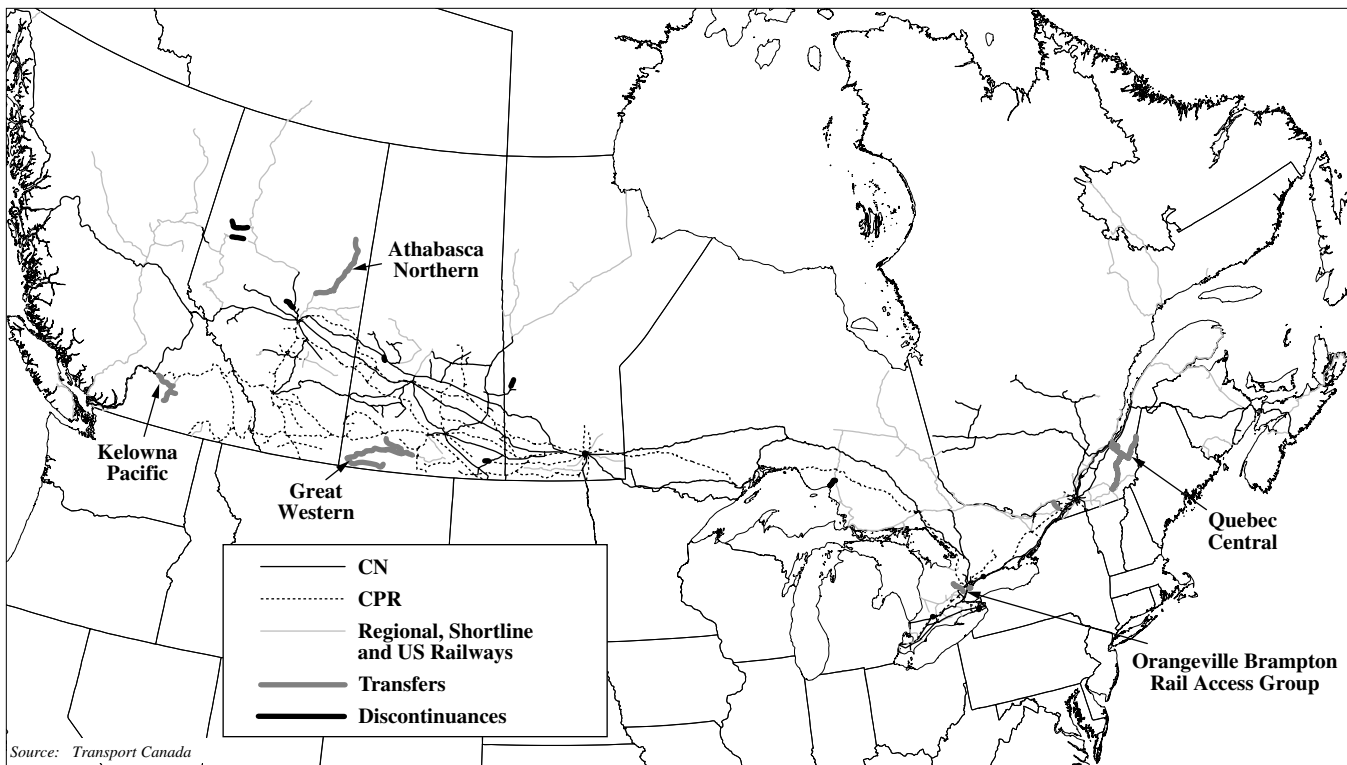 Athabasca
Northern
Kelowna
Pacific
Great
Western
Quebec
Central
Orangeville Brampton
Rail Access Group
CN
CPR
Regional, Shortline
and US Railways
Transfers
Discontinuances
Source: Transport Canada